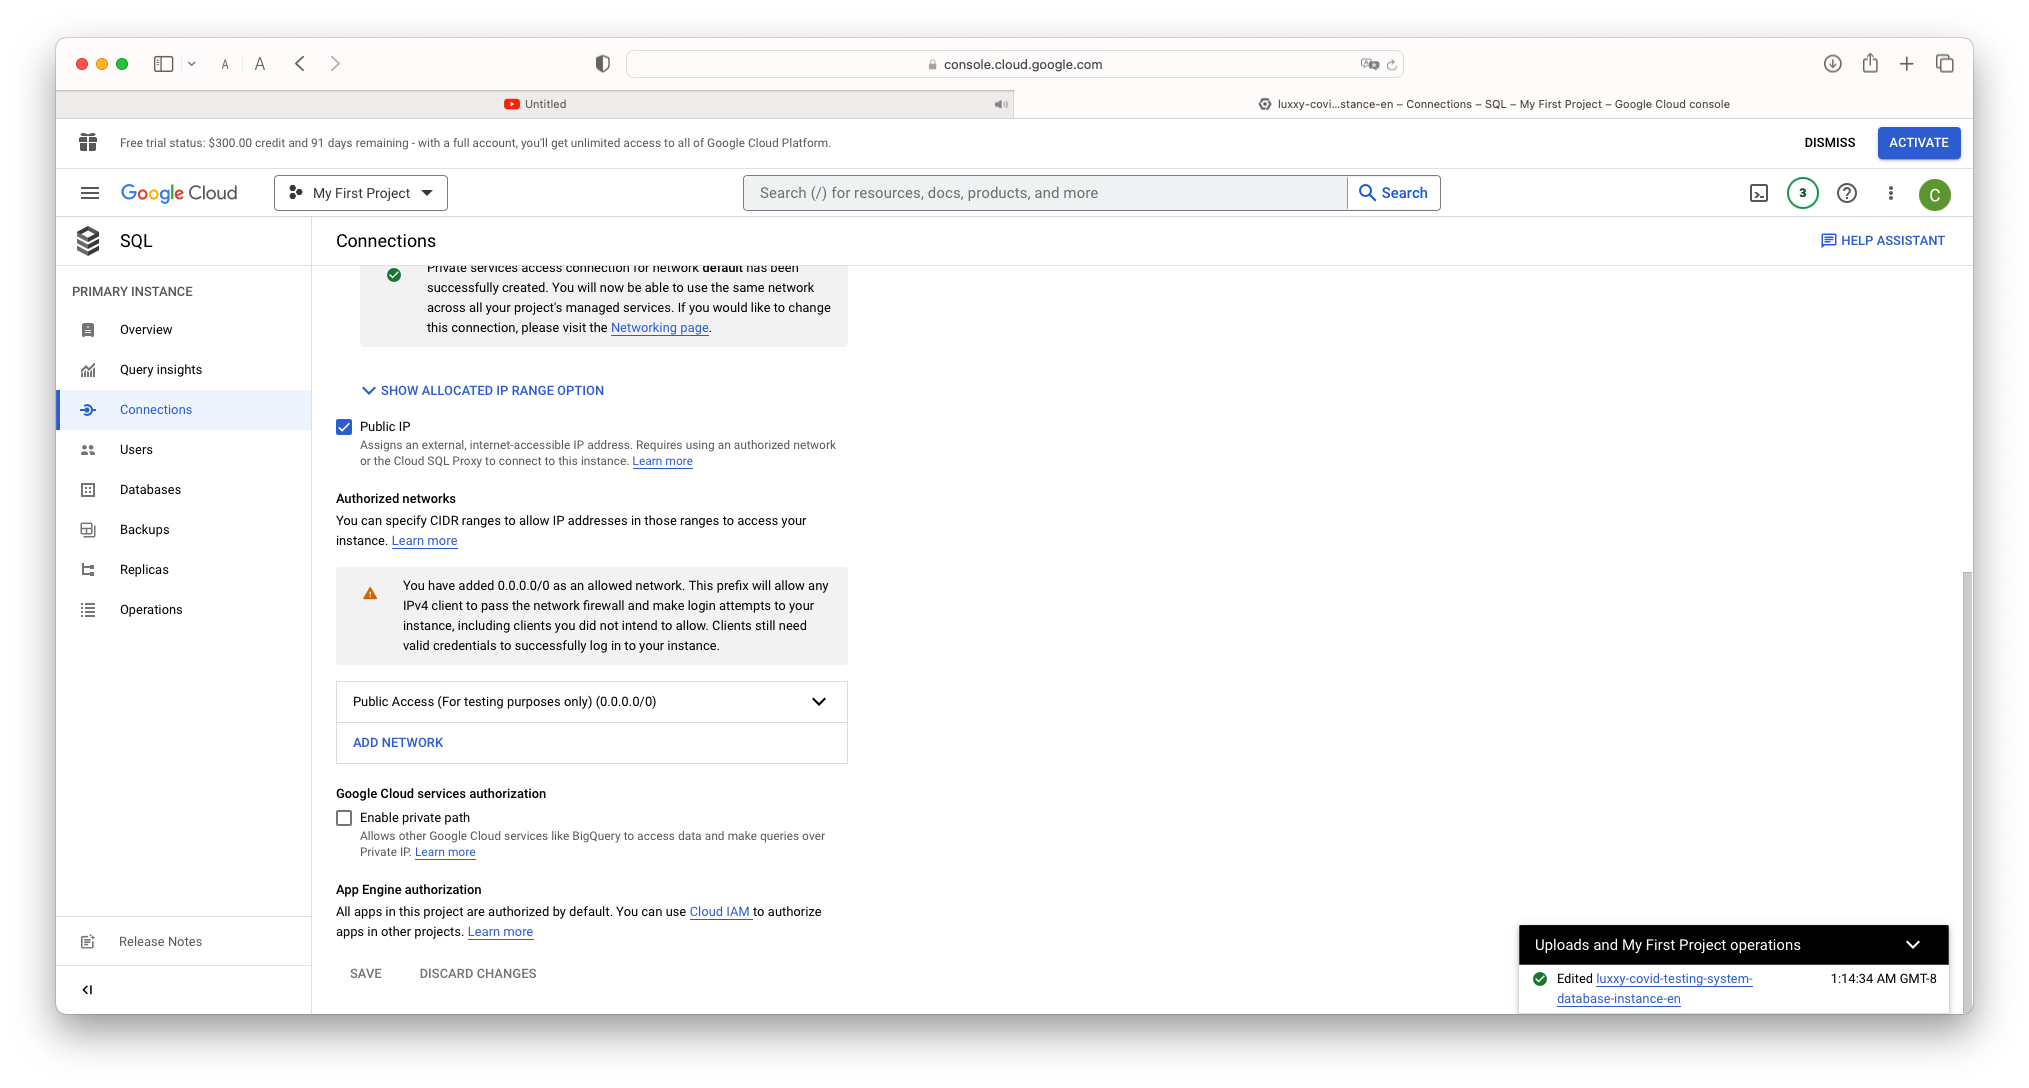 A
A
console.cloud.google.com
Untitled
luxxy-covi...stance-en – Connections – SQL – My First Project – Google Cloud console
Free trial status: $300.00 credit and 91 days remaining - with a full account, you'll get unlimited access to all of Google Cloud Platform.
DISMISS
ACTIVATE
Google Cloud
My First Project
Search (/) for resources, docs, products, and more
Search
3
C
SQL
Connections
HELP ASSISTANT
PRIMARY INSTANCE
Overview
Query insights
Connections
Users
Databases
Backups
Replicas
Operations
Release Notes
Private services access connection for network default has been
successfully created. You will now be able to use the same network
across all your project's managed services. If you would like to change
this connection, please visit the Networking page.
SHOW ALLOCATED IP RANGE OPTION
Public IP
Assigns an external, internet-accessible IP address. Requires using an authorized network
or the Cloud SQL Proxy to connect to this instance. Learn more
Authorized networks
You can specify CIDR ranges to allow IP addresses in those ranges to access your
instance. Learn more
You have added 0.0.0.0/0 as an allowed network. This prefix will allow any
IPv4 client to pass the network firewall and make login attempts to your
instance, including clients you did not intend to allow. Clients still need
valid credentials to successfully log in to your instance.
Public Access (For testing purposes only) (0.0.0.0/0)
ADD NETWORK
Google Cloud services authorization
Enable private path
Allows other Google Cloud services like BigQuery to access data and make queries over
Private IP. Learn more
App Engine authorization
All apps in this project are authorized by default. You can use Cloud IAM to authorize
apps in other projects. Learn more
SAVE
DISCARD CHANGES
Uploads and My First Project operations
Edited luxxy-covid-testing-system-
database-instance-en
1:14:34 AM GMT-8